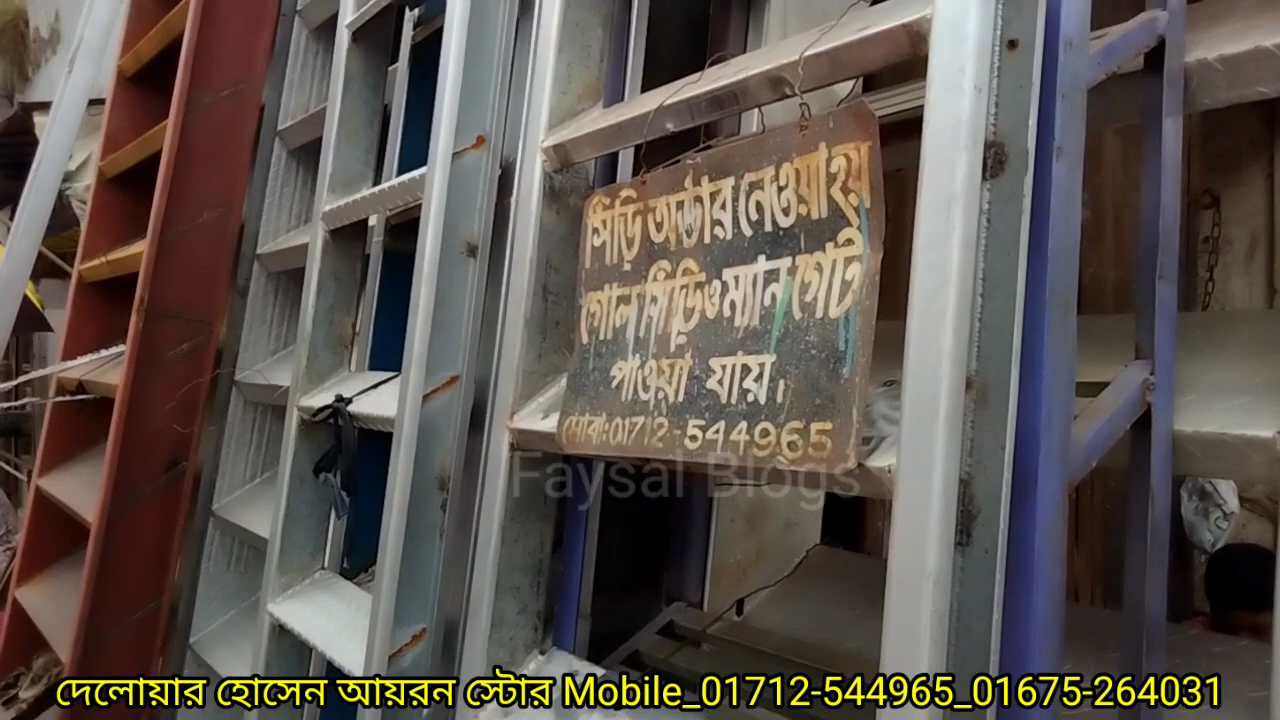 সিঁড়ি অর্ডার নেওয়া হয়
গোল সিঁড়ি ও ম্যান গেট
পাওয়া যায়।
মোবা:01712-544965
Faysal Blogs
দেলোয়ার হোসেন আয়রন স্টোর Mobile_01712-544965_01675-264031